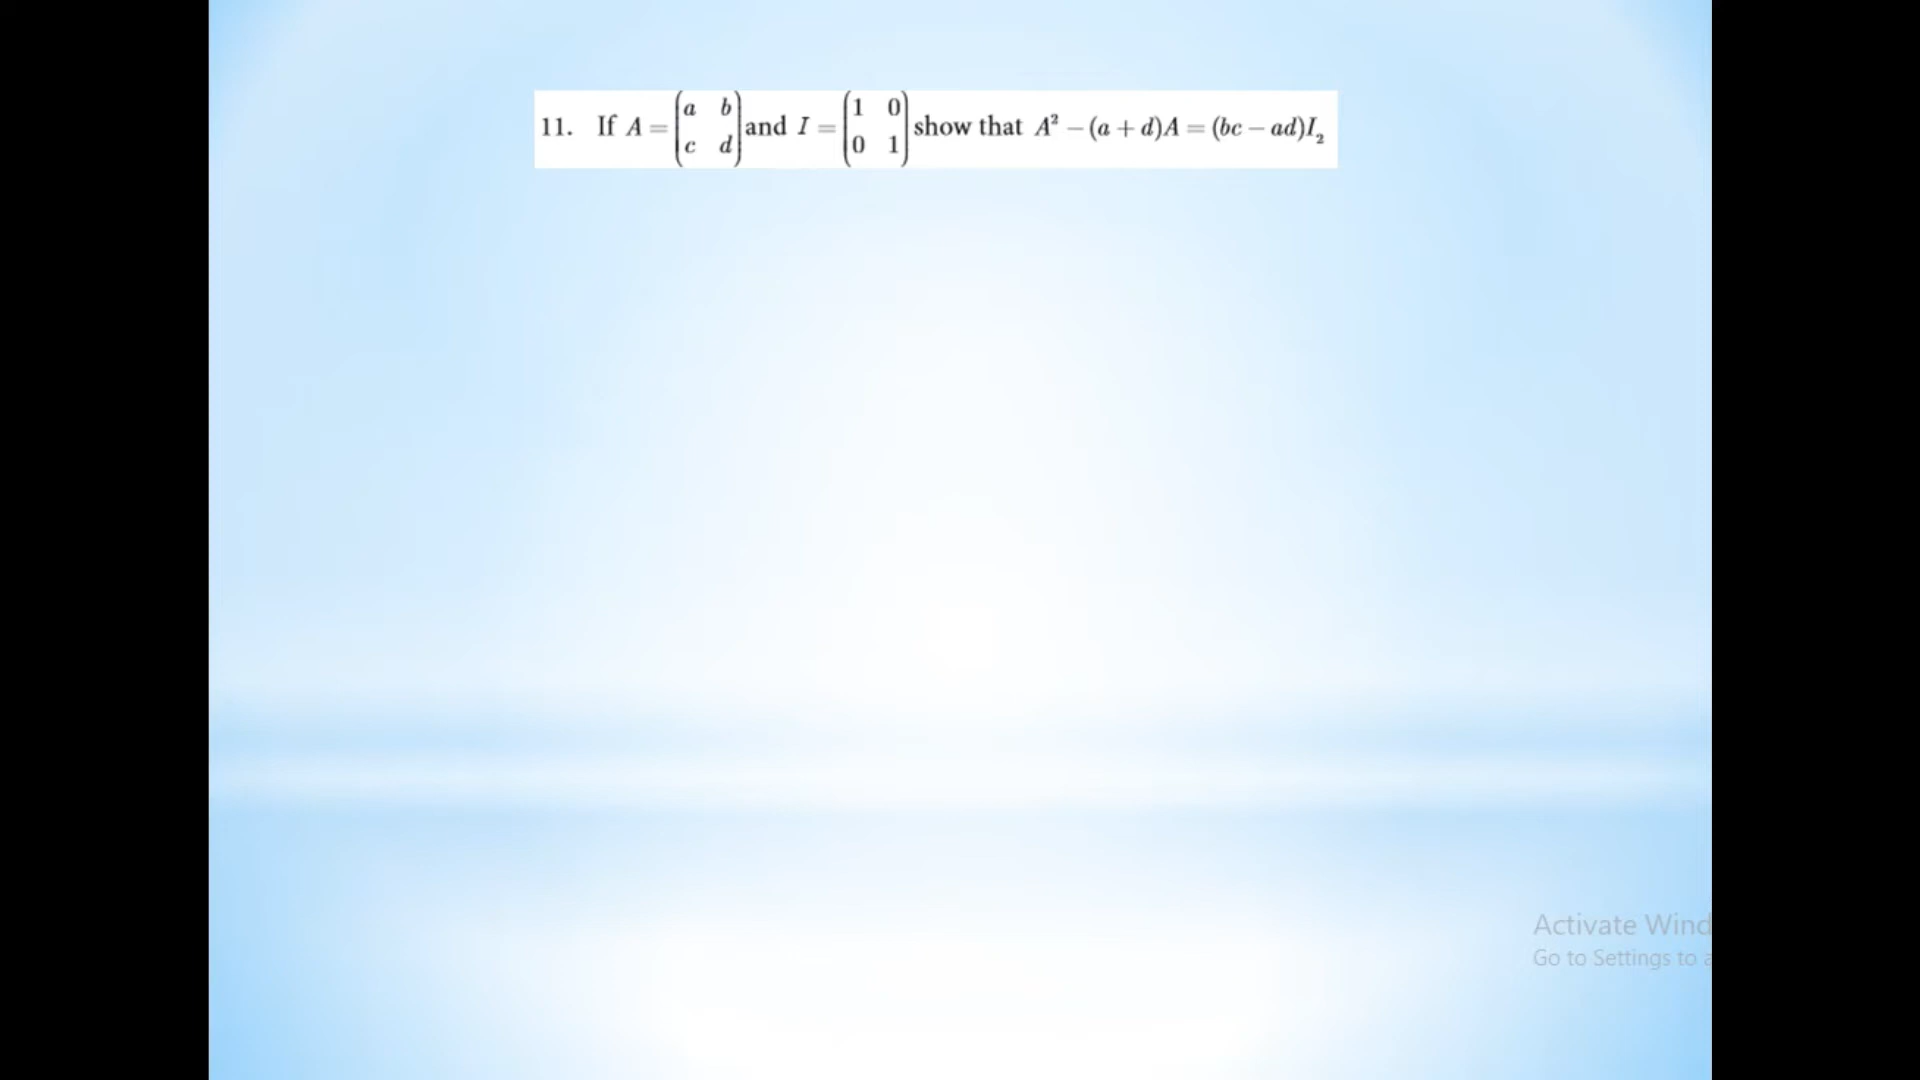 11. If A = (a b c d) and I = (1 0 0 1) show that A² − (a + d)A = (bc − ad)I₂
Activate Wind
Go to Settings to a